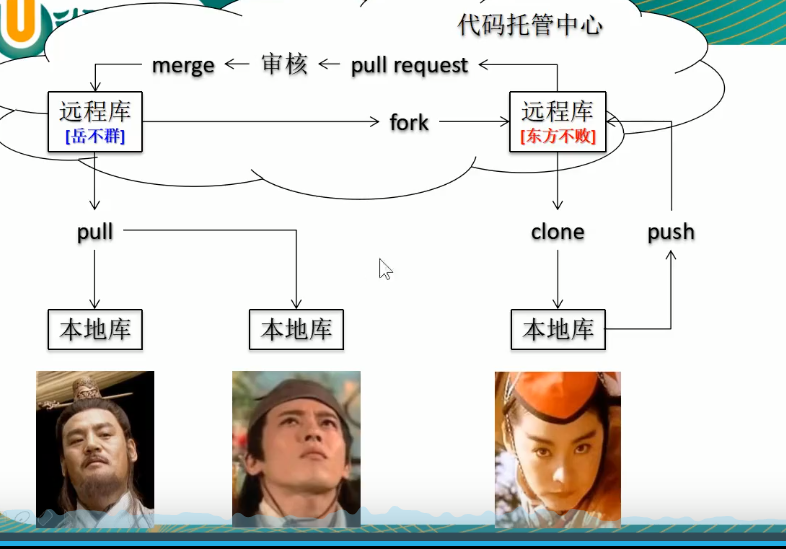 代码托管中心
merge
审核
pull request
远程库
[岳不群]
fork
远程库
[东方不败]
pull
clone
push
本地库
本地库
本地库